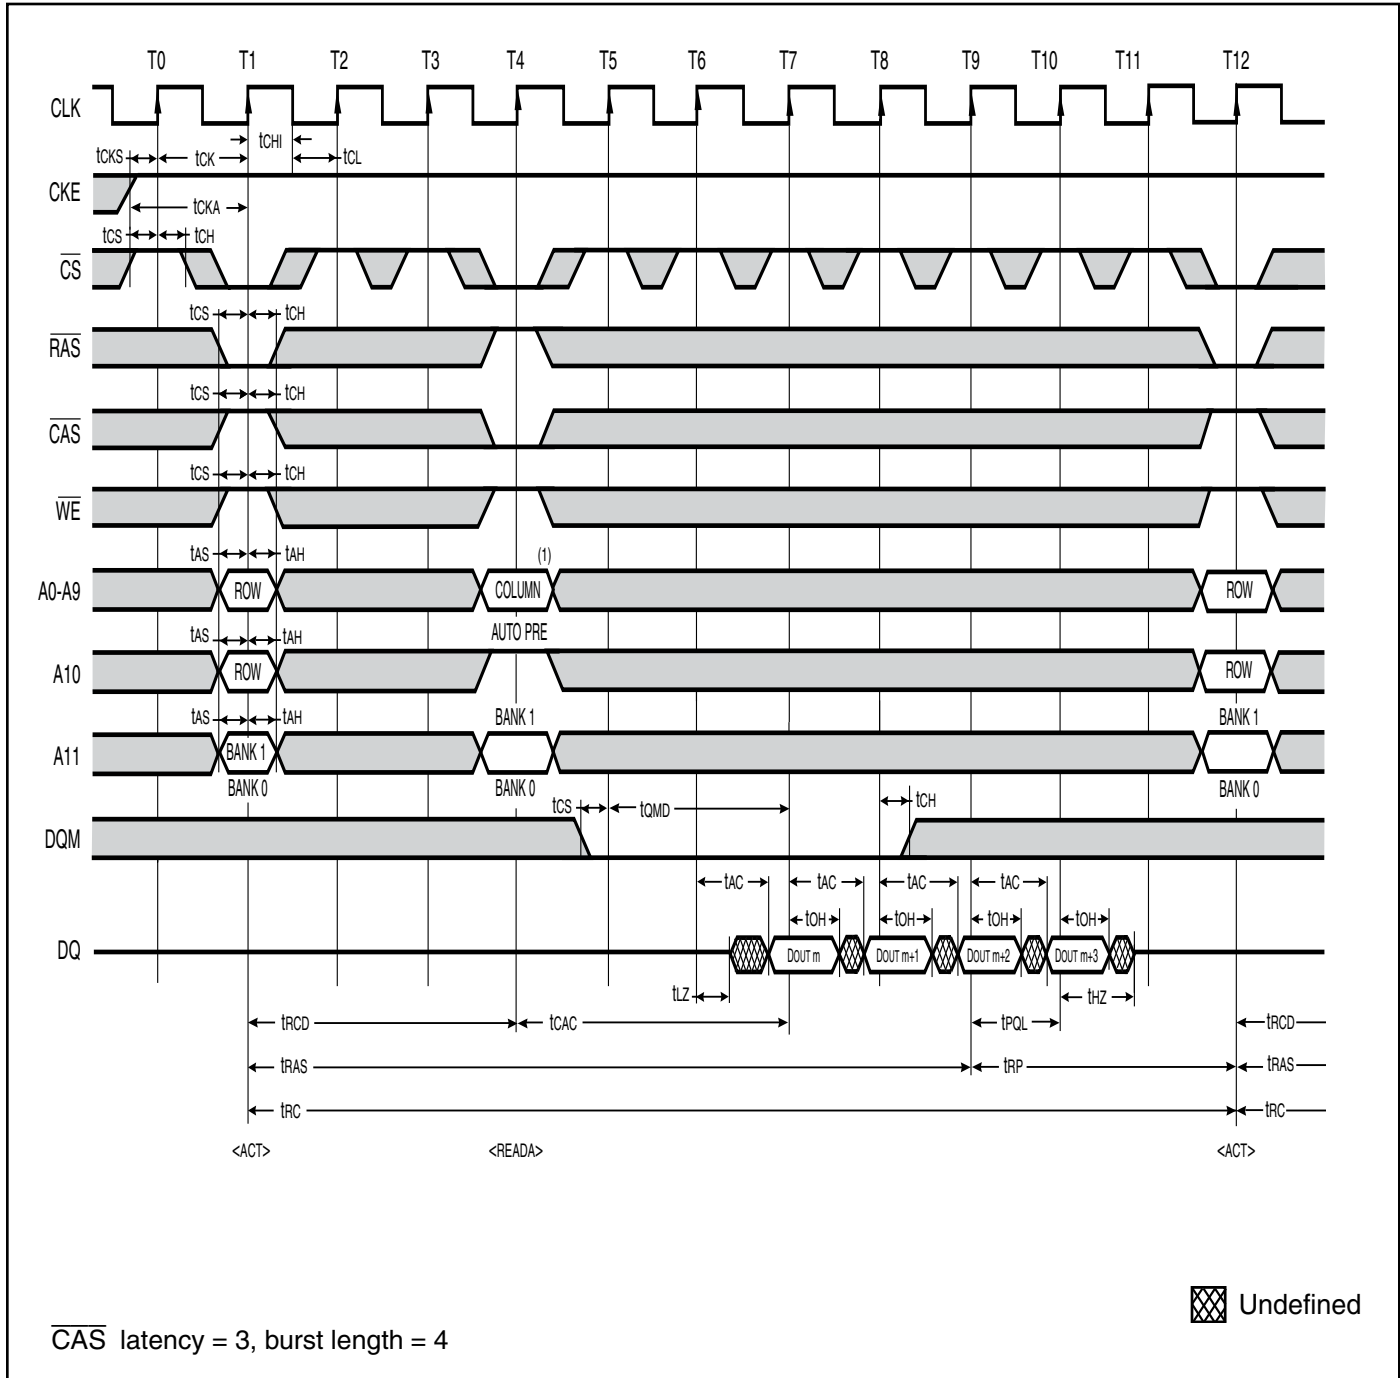 T0 T1 T2 T3 T4 T5 T6 T7 T8 T9 T10 T11 T12
CLK
tCHI
tCKS tCK tCL
CKE
tCKA
tCS tCH
CS
tCS tCH
RAS
tCS tCH
CAS
tCS tCH
WE
tAS tAH (1)
A0-A9 ROW COLUMN ROW
tAS tAH AUTO PRE
A10 ROW ROW
tAS tAH BANK 1 BANK 1
A11 BANK 1
BANK 0 BANK 0 BANK 0
tCS tQMD tCH
DQM
tAC tAC tAC tAC
tOH tOH tOH tOH
DQ DOUT m DOUT m+1 DOUT m+2 DOUT m+3
tLZ tHZ
tRCD tCAC tPQL tRCD
tRAS tRP tRAS
tRC tRC
<ACT> <READA> <ACT>
Undefined
CAS latency = 3, burst length = 4